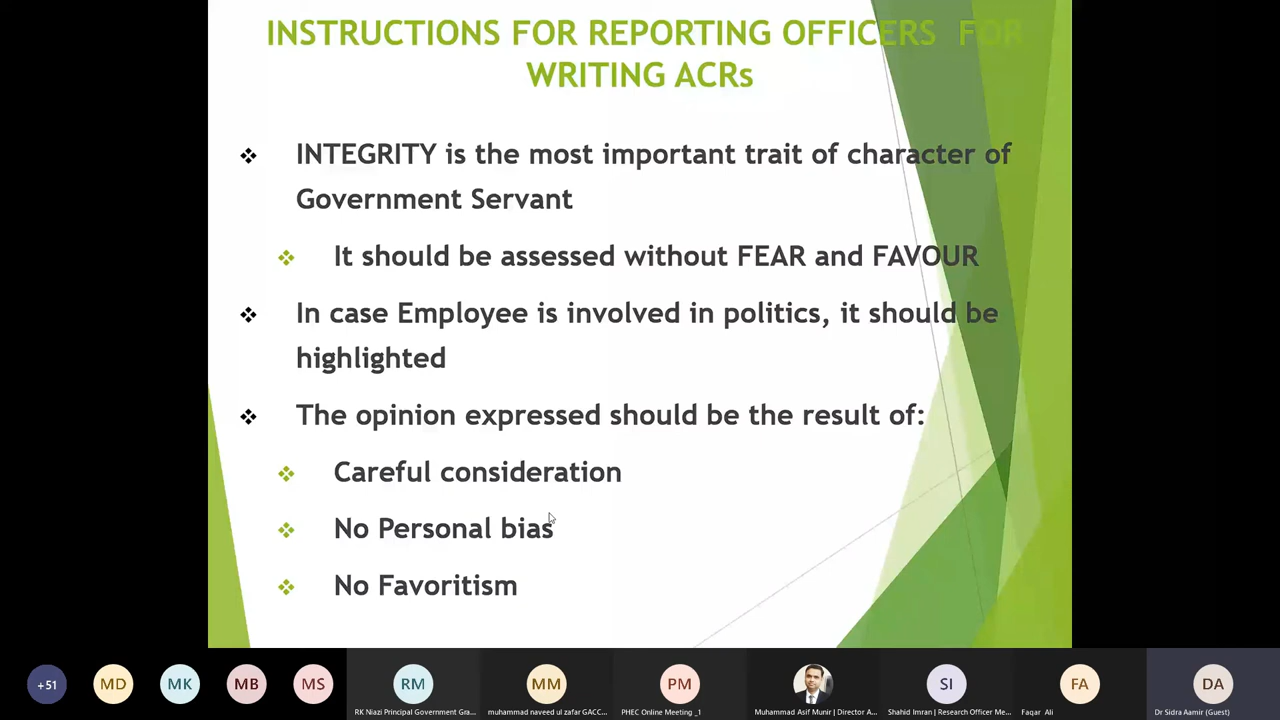 INSTRUCTIONS FOR REPORTING OFFICERS FOR
WRITING ACRs
❖ INTEGRITY is the most important trait of character of
Government Servant
❖ It should be assessed without FEAR and FAVOUR
❖ In case Employee is involved in politics, it should be
highlighted
❖ The opinion expressed should be the result of:
❖ Careful consideration
❖ No Personal bias
❖ No Favoritism
+51 MD MK MB MS RM MM PM SI FA DA
RK Niazi Principal Government Gra... muhammad naveed ul zafar GACC... PHEC Online Meeting _1 Muhammad Asif Munir | Director A... Shahid Imran | Research Officer Me... Faqar Ali Dr Sidra Aamir (Guest)